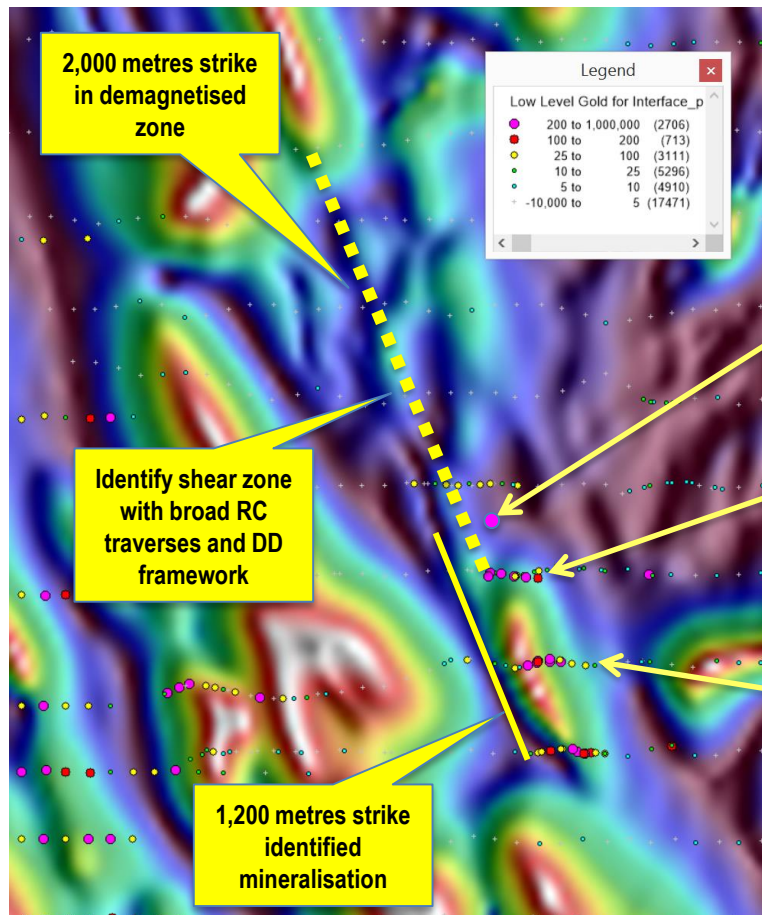 2,000 metres strike
in demagnetised
zone
Legend
Low Level Gold for Interface_p
200 to 1,000,000 (2706)
100 to 200 (713)
25 to 100 (3111)
10 to 25 (5296)
5 to 10 (4910)
-10,000 to 5 (17471)
Identify shear zone
with broad RC
traverses and DD
framework
1,200 metres strike
identified
mineralisation